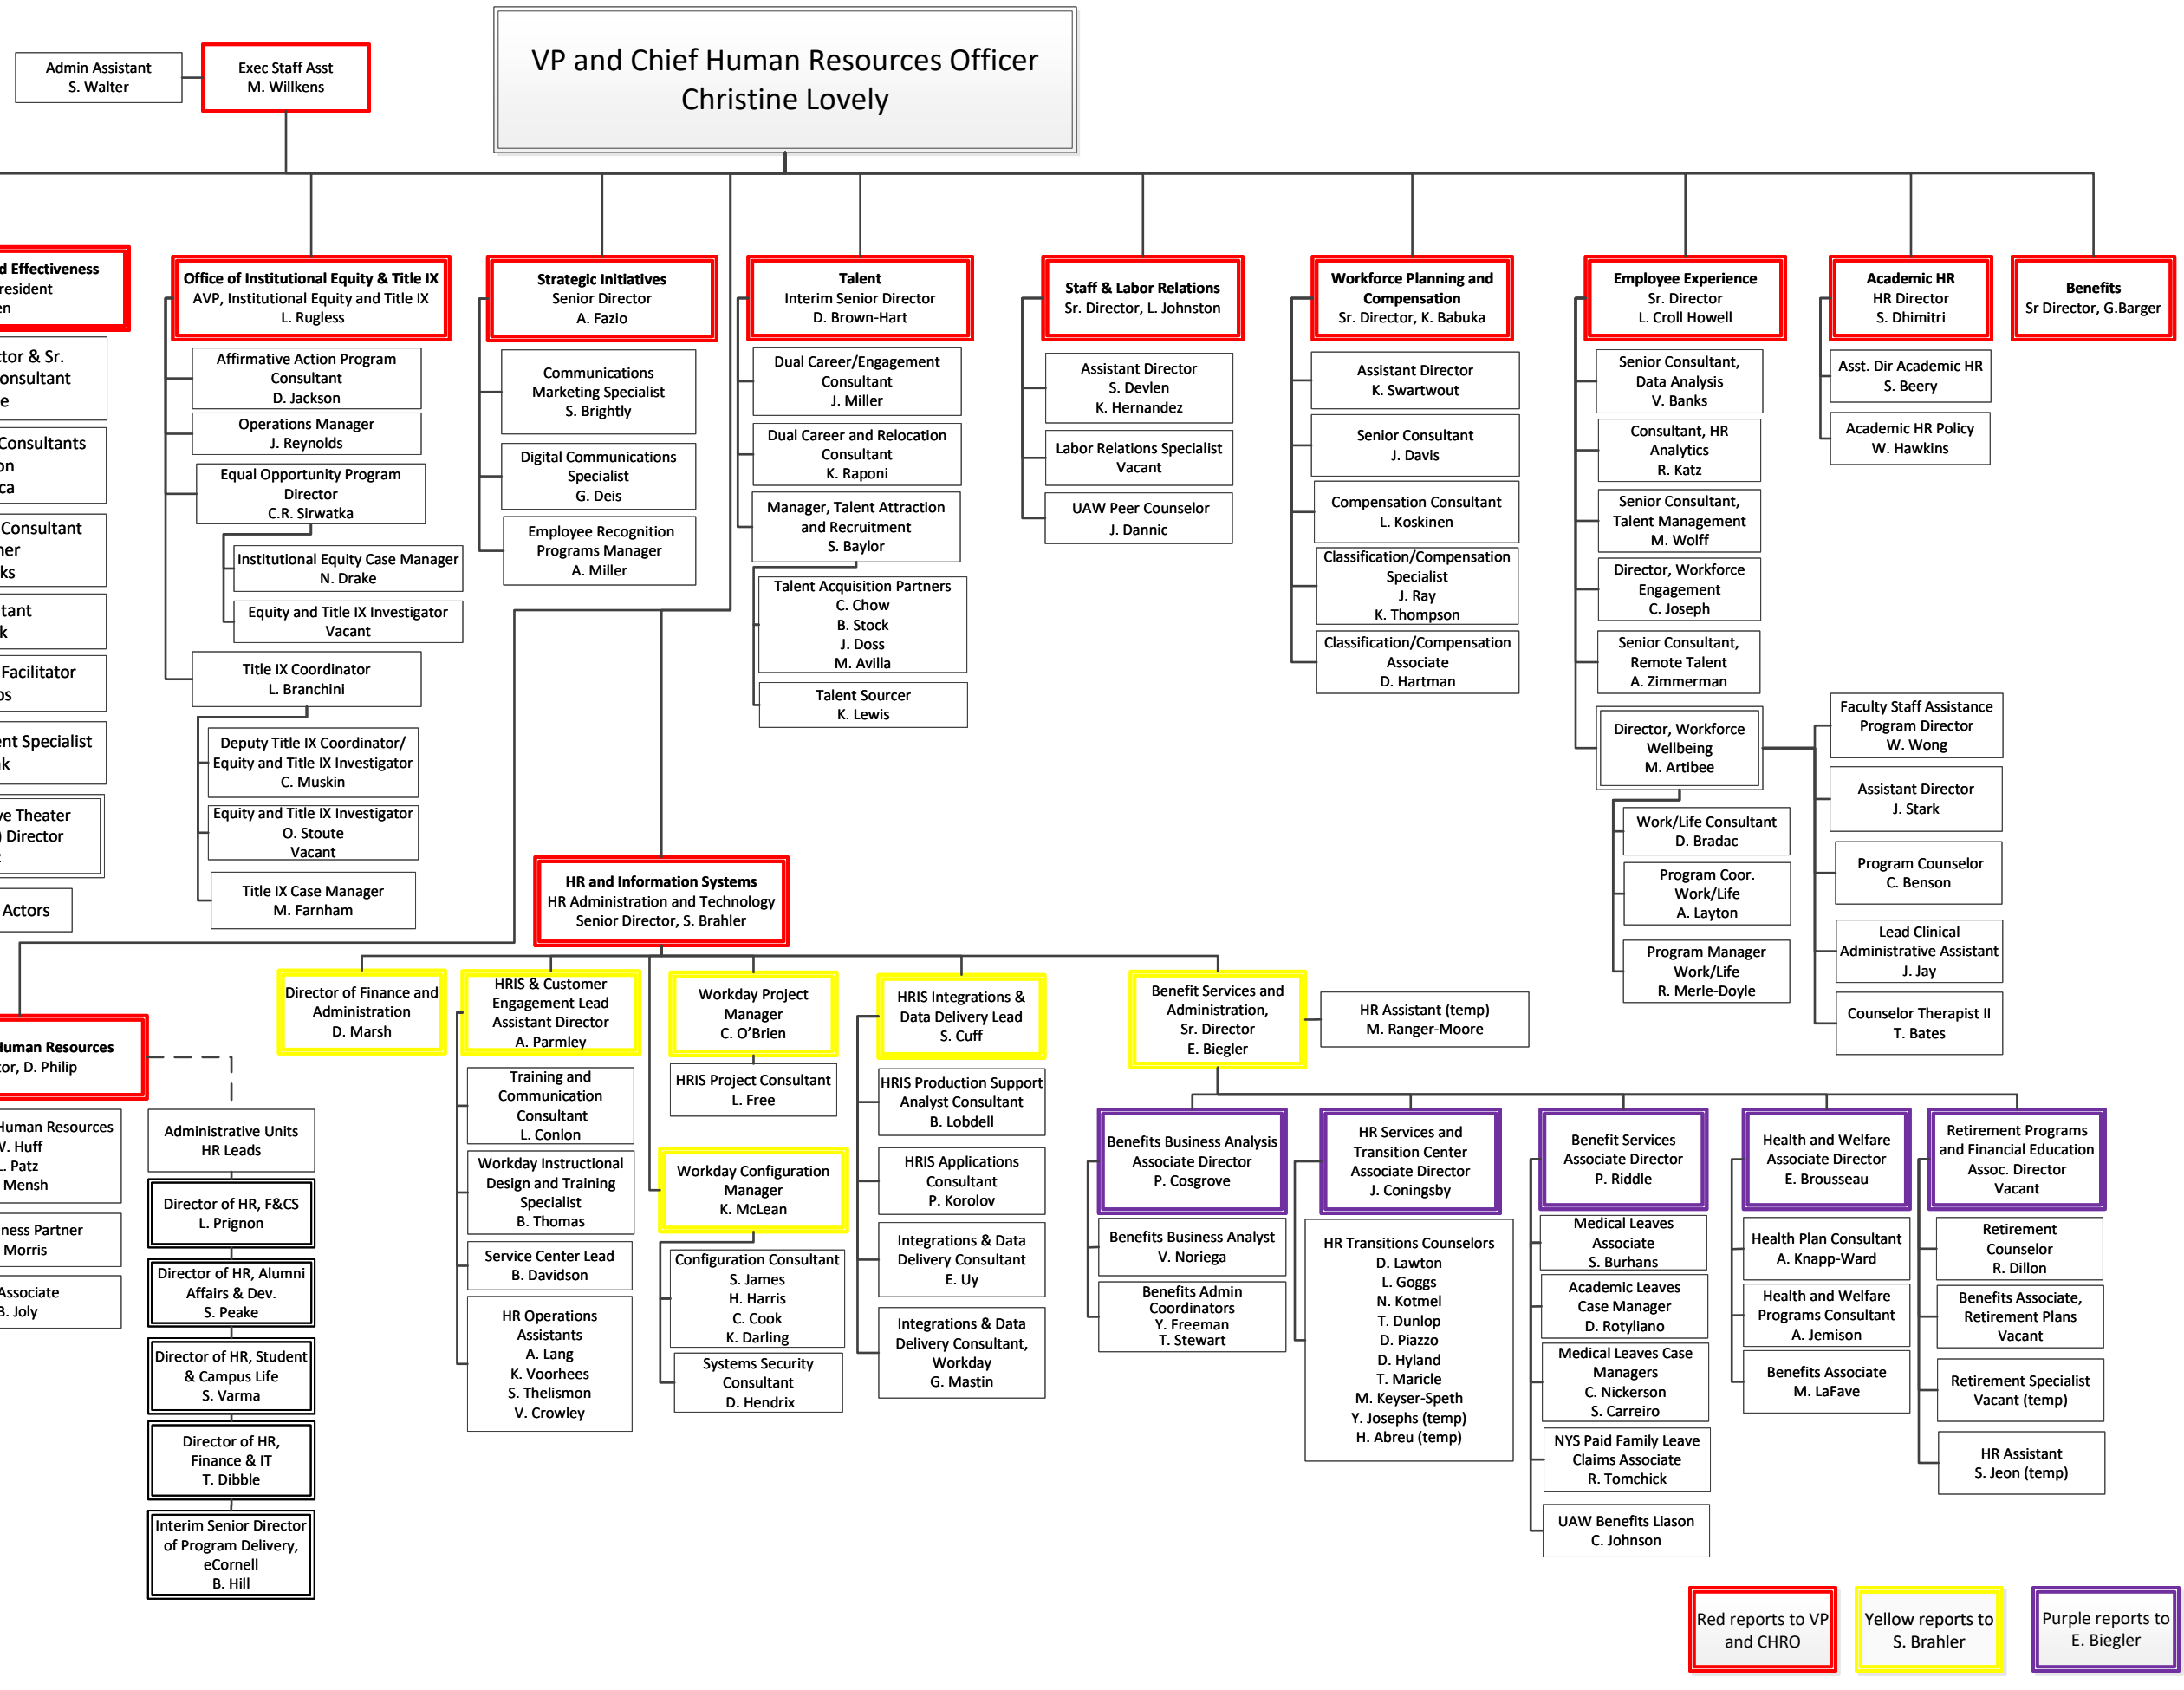 VP and Chief Human Resources Officer
Christine Lovely
Admin Assistant
S. Walter
Exec Staff Asst
M. Willkens
d Effectiveness
resident
en
ctor & Sr.
onsultant
e
Consultants
on
ca
Consultant
ner
ks
tant
k
Facilitator
os
ent Specialist
ak
ve Theater
) Director
Actors
Office of Institutional Equity & Title IX
AVP, Institutional Equity and Title IX
L. Rugless
Affirmative Action Program
Consultant
D. Jackson
Operations Manager
J. Reynolds
Equal Opportunity Program
Director
C.R. Sirwatka
Institutional Equity Case Manager
N. Drake
Equity and Title IX Investigator
Vacant
Title IX Coordinator
L. Branchini
Deputy Title IX Coordinator/
Equity and Title IX Investigator
C. Muskin
Equity and Title IX Investigator
O. Stoute
Vacant
Title IX Case Manager
M. Farnham
Strategic Initiatives
Senior Director
A. Fazio
Communications
Marketing Specialist
S. Brightly
Digital Communications
Specialist
G. Deis
Employee Recognition
Programs Manager
A. Miller
Talent
Interim Senior Director
D. Brown-Hart
Dual Career/Engagement
Consultant
J. Miller
Dual Career and Relocation
Consultant
K. Raponi
Manager, Talent Attraction
and Recruitment
S. Baylor
Talent Acquisition Partners
C. Chow
B. Stock
J. Doss
M. Avilla
Talent Sourcer
K. Lewis
Staff & Labor Relations
Sr. Director, L. Johnston
Assistant Director
S. Devlen
K. Hernandez
Labor Relations Specialist
Vacant
UAW Peer Counselor
J. Dannic
Workforce Planning and
Compensation
Sr. Director, K. Babuka
Assistant Director
K. Swartwout
Senior Consultant
J. Davis
Compensation Consultant
L. Koskinen
Classification/Compensation
Specialist
J. Ray
K. Thompson
Classification/Compensation
Associate
D. Hartman
Employee Experience
Sr. Director
L. Croll Howell
Senior Consultant,
Data Analysis
V. Banks
Consultant, HR
Analytics
R. Katz
Senior Consultant,
Talent Management
M. Wolff
Director, Workforce
Engagement
C. Joseph
Senior Consultant,
Remote Talent
A. Zimmerman
Director, Workforce
Wellbeing
M. Artibee
Work/Life Consultant
D. Bradac
Program Coor.
Work/Life
A. Layton
Program Manager
Work/Life
R. Merle-Doyle
Faculty Staff Assistance
Program Director
W. Wong
Assistant Director
J. Stark
Program Counselor
C. Benson
Lead Clinical
Administrative Assistant
J. Jay
Counselor Therapist II
T. Bates
Academic HR
HR Director
S. Dhimitri
Asst. Dir Academic HR
S. Beery
Academic HR Policy
W. Hawkins
Benefits
Sr Director, G.Barger
HR and Information Systems
HR Administration and Technology
Senior Director, S. Brahler
Human Resources
tor, D. Philip
Human Resources
W. Huff
L. Patz
Mensh
ness Partner
Morris
Associate
B. Joly
Administrative Units
HR Leads
Director of HR, F&CS
L. Prignon
Director of HR, Alumni
Affairs & Dev.
S. Peake
Director of HR, Student
& Campus Life
S. Varma
Director of HR,
Finance & IT
T. Dibble
Interim Senior Director
of Program Delivery,
eCornell
B. Hill
Director of Finance and
Administration
D. Marsh
HRIS & Customer
Engagement Lead
Assistant Director
A. Parmley
Training and
Communication
Consultant
L. Conlon
Workday Instructional
Design and Training
Specialist
B. Thomas
Service Center Lead
B. Davidson
HR Operations
Assistants
A. Lang
K. Voorhees
S. Thelismon
V. Crowley
Workday Project
Manager
C. O’Brien
HRIS Project Consultant
L. Free
Workday Configuration
Manager
K. McLean
Configuration Consultant
S. James
H. Harris
C. Cook
K. Darling
Systems Security
Consultant
D. Hendrix
HRIS Integrations &
Data Delivery Lead
S. Cuff
HRIS Production Support
Analyst Consultant
B. Lobdell
HRIS Applications
Consultant
P. Korolov
Integrations & Data
Delivery Consultant
E. Uy
Integrations & Data
Delivery Consultant,
Workday
G. Mastin
Benefit Services and
Administration,
Sr. Director
E. Biegler
HR Assistant (temp)
M. Ranger-Moore
Benefits Business Analysis
Associate Director
P. Cosgrove
Benefits Business Analyst
V. Noriega
Benefits Admin
Coordinators
Y. Freeman
T. Stewart
HR Services and
Transition Center
Associate Director
J. Coningsby
HR Transitions Counselors
D. Lawton
L. Goggs
N. Kotmel
T. Dunlop
D. Piazzo
D. Hyland
T. Maricle
M. Keyser-Speth
Y. Josephs (temp)
H. Abreu (temp)
Benefit Services
Associate Director
P. Riddle
Medical Leaves
Associate
S. Burhans
Academic Leaves
Case Manager
D. Rotyliano
Medical Leaves Case
Managers
C. Nickerson
S. Carreiro
NYS Paid Family Leave
Claims Associate
R. Tomchick
UAW Benefits Liason
C. Johnson
Health and Welfare
Associate Director
E. Brousseau
Health Plan Consultant
A. Knapp-Ward
Health and Welfare
Programs Consultant
A. Jemison
Benefits Associate
M. LaFave
Retirement Programs
and Financial Education
Assoc. Director
Vacant
Retirement
Counselor
R. Dillon
Benefits Associate,
Retirement Plans
Vacant
Retirement Specialist
Vacant (temp)
HR Assistant
S. Jeon (temp)
Red reports to VP
and CHRO
Yellow reports to
S. Brahler
Purple reports to
E. Biegler